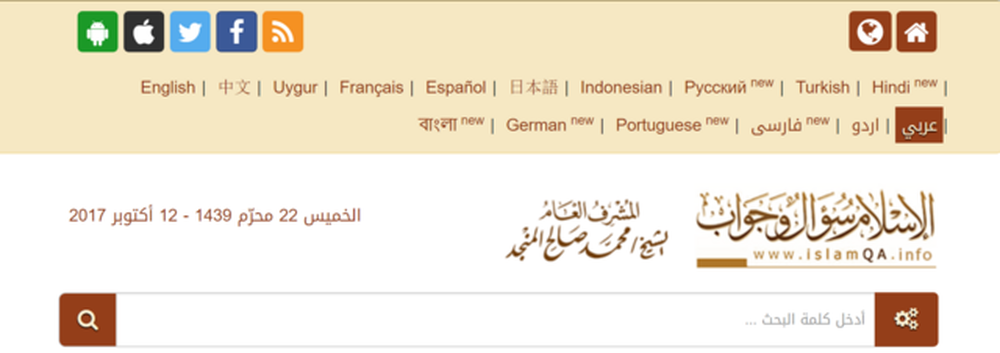 English | 中文 | Uygur | Français | Español | 日本語 | Indonesian | Русский new | Turkish | Hindi new |
বাংলা new | German new | Portuguese new | فارسی new | اردو | عربي |
الإسلام سؤال وجواب
www.islamQA.info
المشرف العام
الشيخ/محمد صالح المنجد
الخميس 22 محرّم 1439 - 12 أكتوبر 2017
أدخل كلمة البحث ...